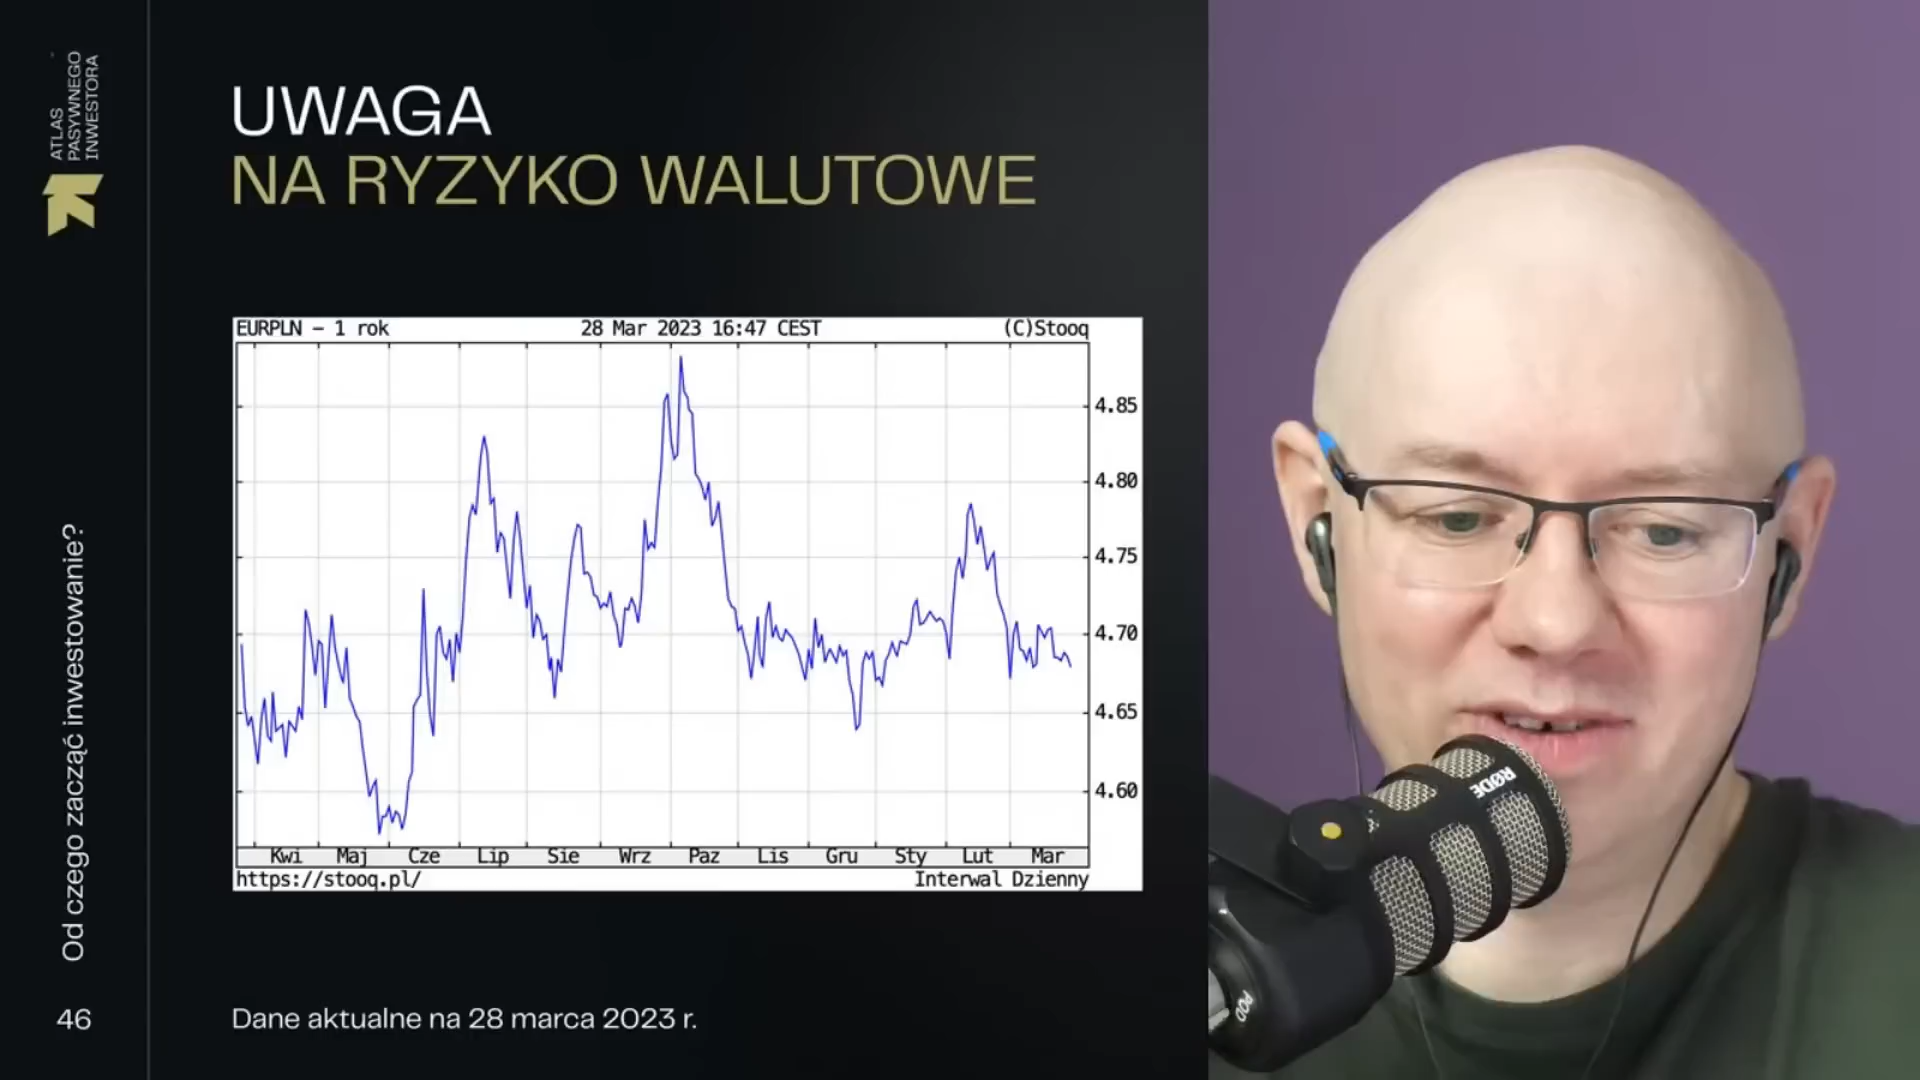 ATLAS
PASYWNEGO
INWESTORA
Od czego zacząć inwestowanie?
46
UWAGA
NA RYZYKO WALUTOWE
EURPLN - 1 rok 28 Mar 2023 16:47 CEST (C)Stooq
4.85
4.80
4.75
4.70
4.65
4.60
Kwi Maj Cze Lip Sie Wrz Paz Lis Gru Sty Lut Mar
https://stooq.pl/ Interwal Dzienny
Dane aktualne na 28 marca 2023 r.
RØDE
POD